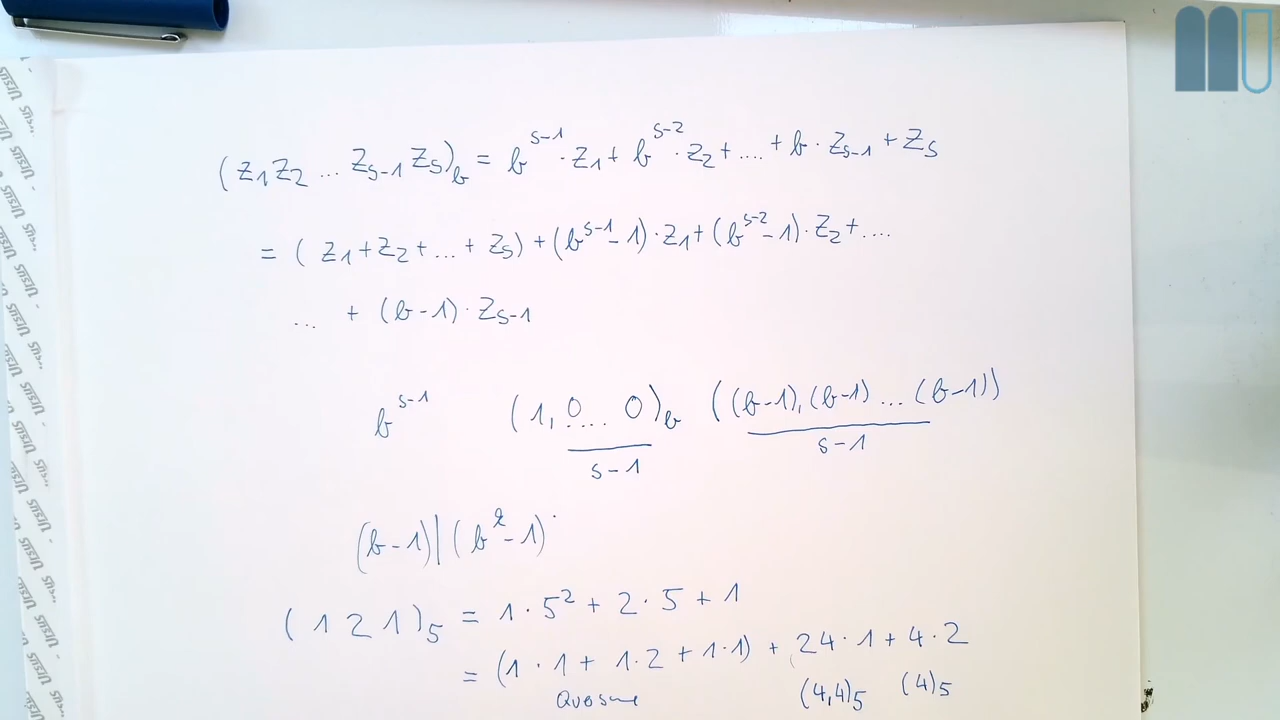 (z₁z₂ ... z_{s-1} z_s)_b = b^{s-1} · z₁ + b^{s-2} · z₂ + .... + b · z_{s-1} + z_s
= (z₁ + z₂ + ... + z_s) + (b^{s-1} - 1) · z₁ + (b^{s-2} - 1) · z₂ + ....
... + (b-1) · z_{s-1}
b^{s-1} (1, 0 .... 0)_b ((b-1), (b-1) ... (b-1))
s-1 s-1
(b-1) | (b^k - 1)
(1 2 1)₅ = 1 · 5² + 2 · 5 + 1
= (1 · 1 + 1 · 2 + 1 · 1) + 24 · 1 + 4 · 2
(4,4)₅ (4)₅